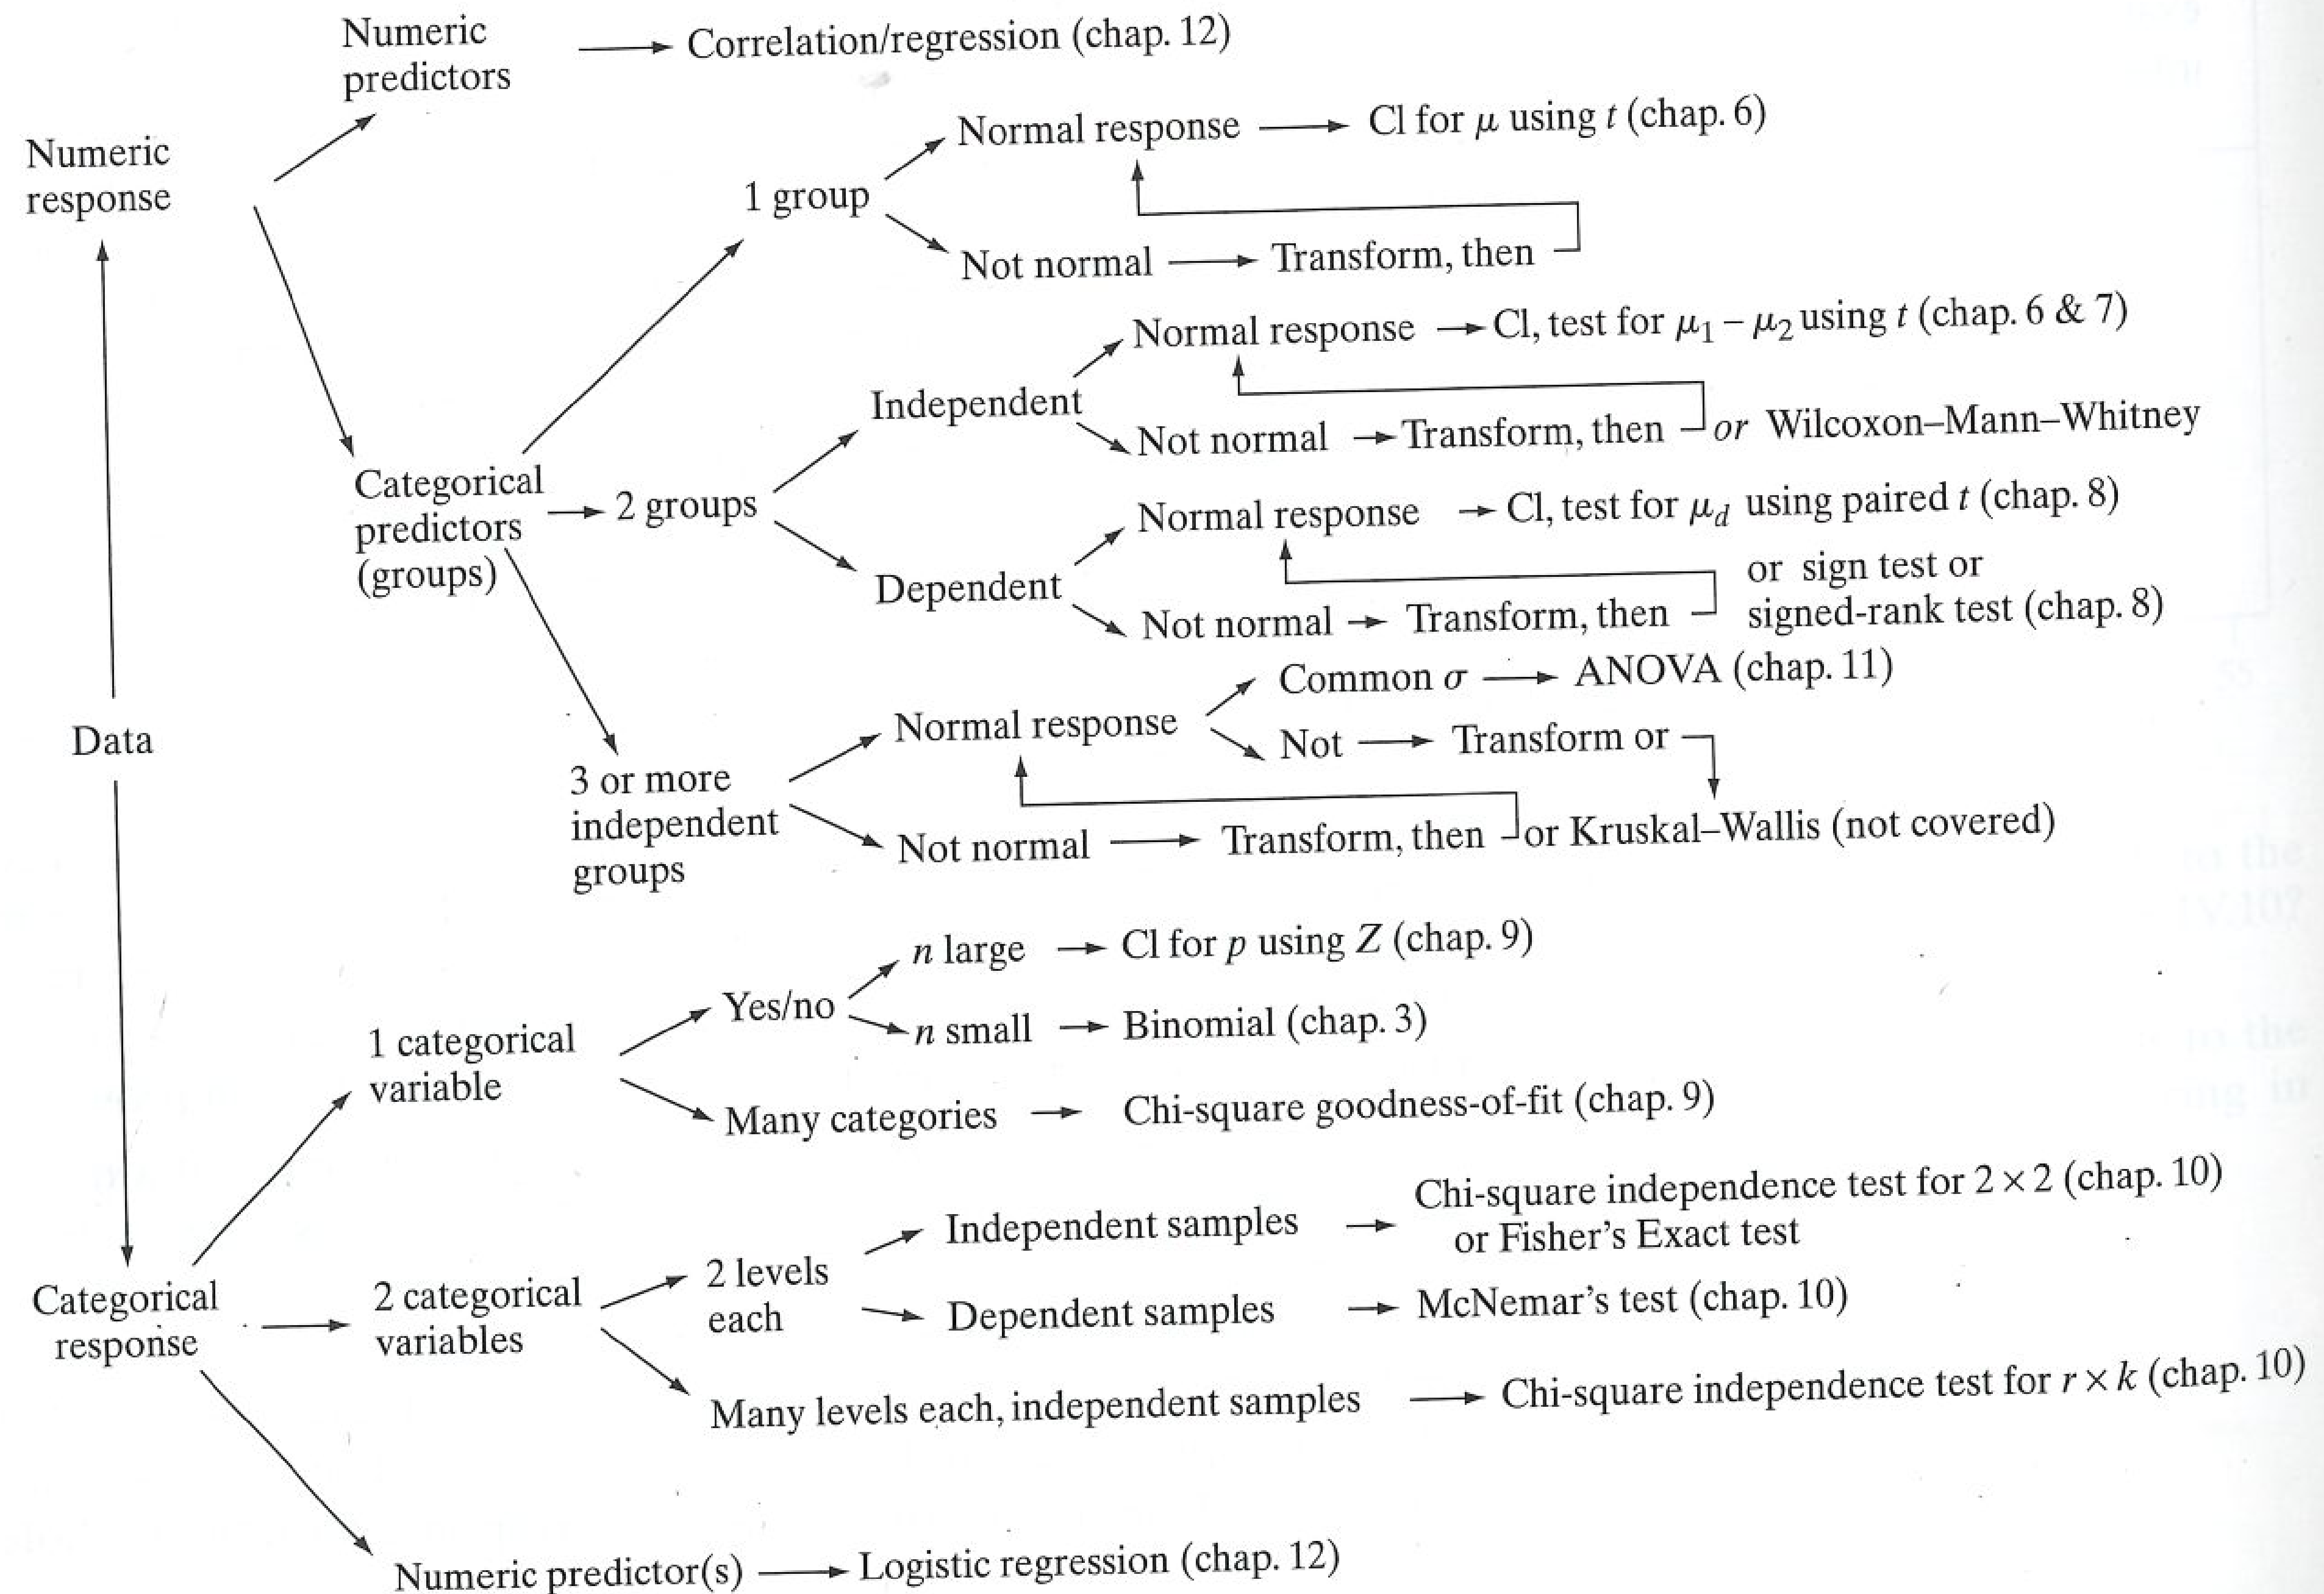 Numeric
predictors
Correlation/regression (chap. 12)
Numeric
response
1 group
Normal response
CI for μ using t (chap. 6)
Not normal
Transform, then
Categorical
predictors
(groups)
2 groups
Independent
Normal response
CI, test for μ1 – μ2 using t (chap. 6 & 7)
Not normal
Transform, then
or Wilcoxon–Mann–Whitney
Dependent
Normal response
CI, test for μd using paired t (chap. 8)
Not normal
Transform, then
or sign test or
signed-rank test (chap. 8)
Data
3 or more
independent
groups
Normal response
Common σ
ANOVA (chap. 11)
Not
Transform or
Not normal
Transform, then
or Kruskal–Wallis (not covered)
1 categorical
variable
Yes/no
n large
CI for p using Z (chap. 9)
n small
Binomial (chap. 3)
Many categories
Chi-square goodness-of-fit (chap. 9)
Categorical
response
2 categorical
variables
2 levels
each
Independent samples
Chi-square independence test for 2 × 2 (chap. 10)
or Fisher's Exact test
Dependent samples
McNemar's test (chap. 10)
Many levels each, independent samples
Chi-square independence test for r × k (chap. 10)
Numeric predictor(s)
Logistic regression (chap. 12)